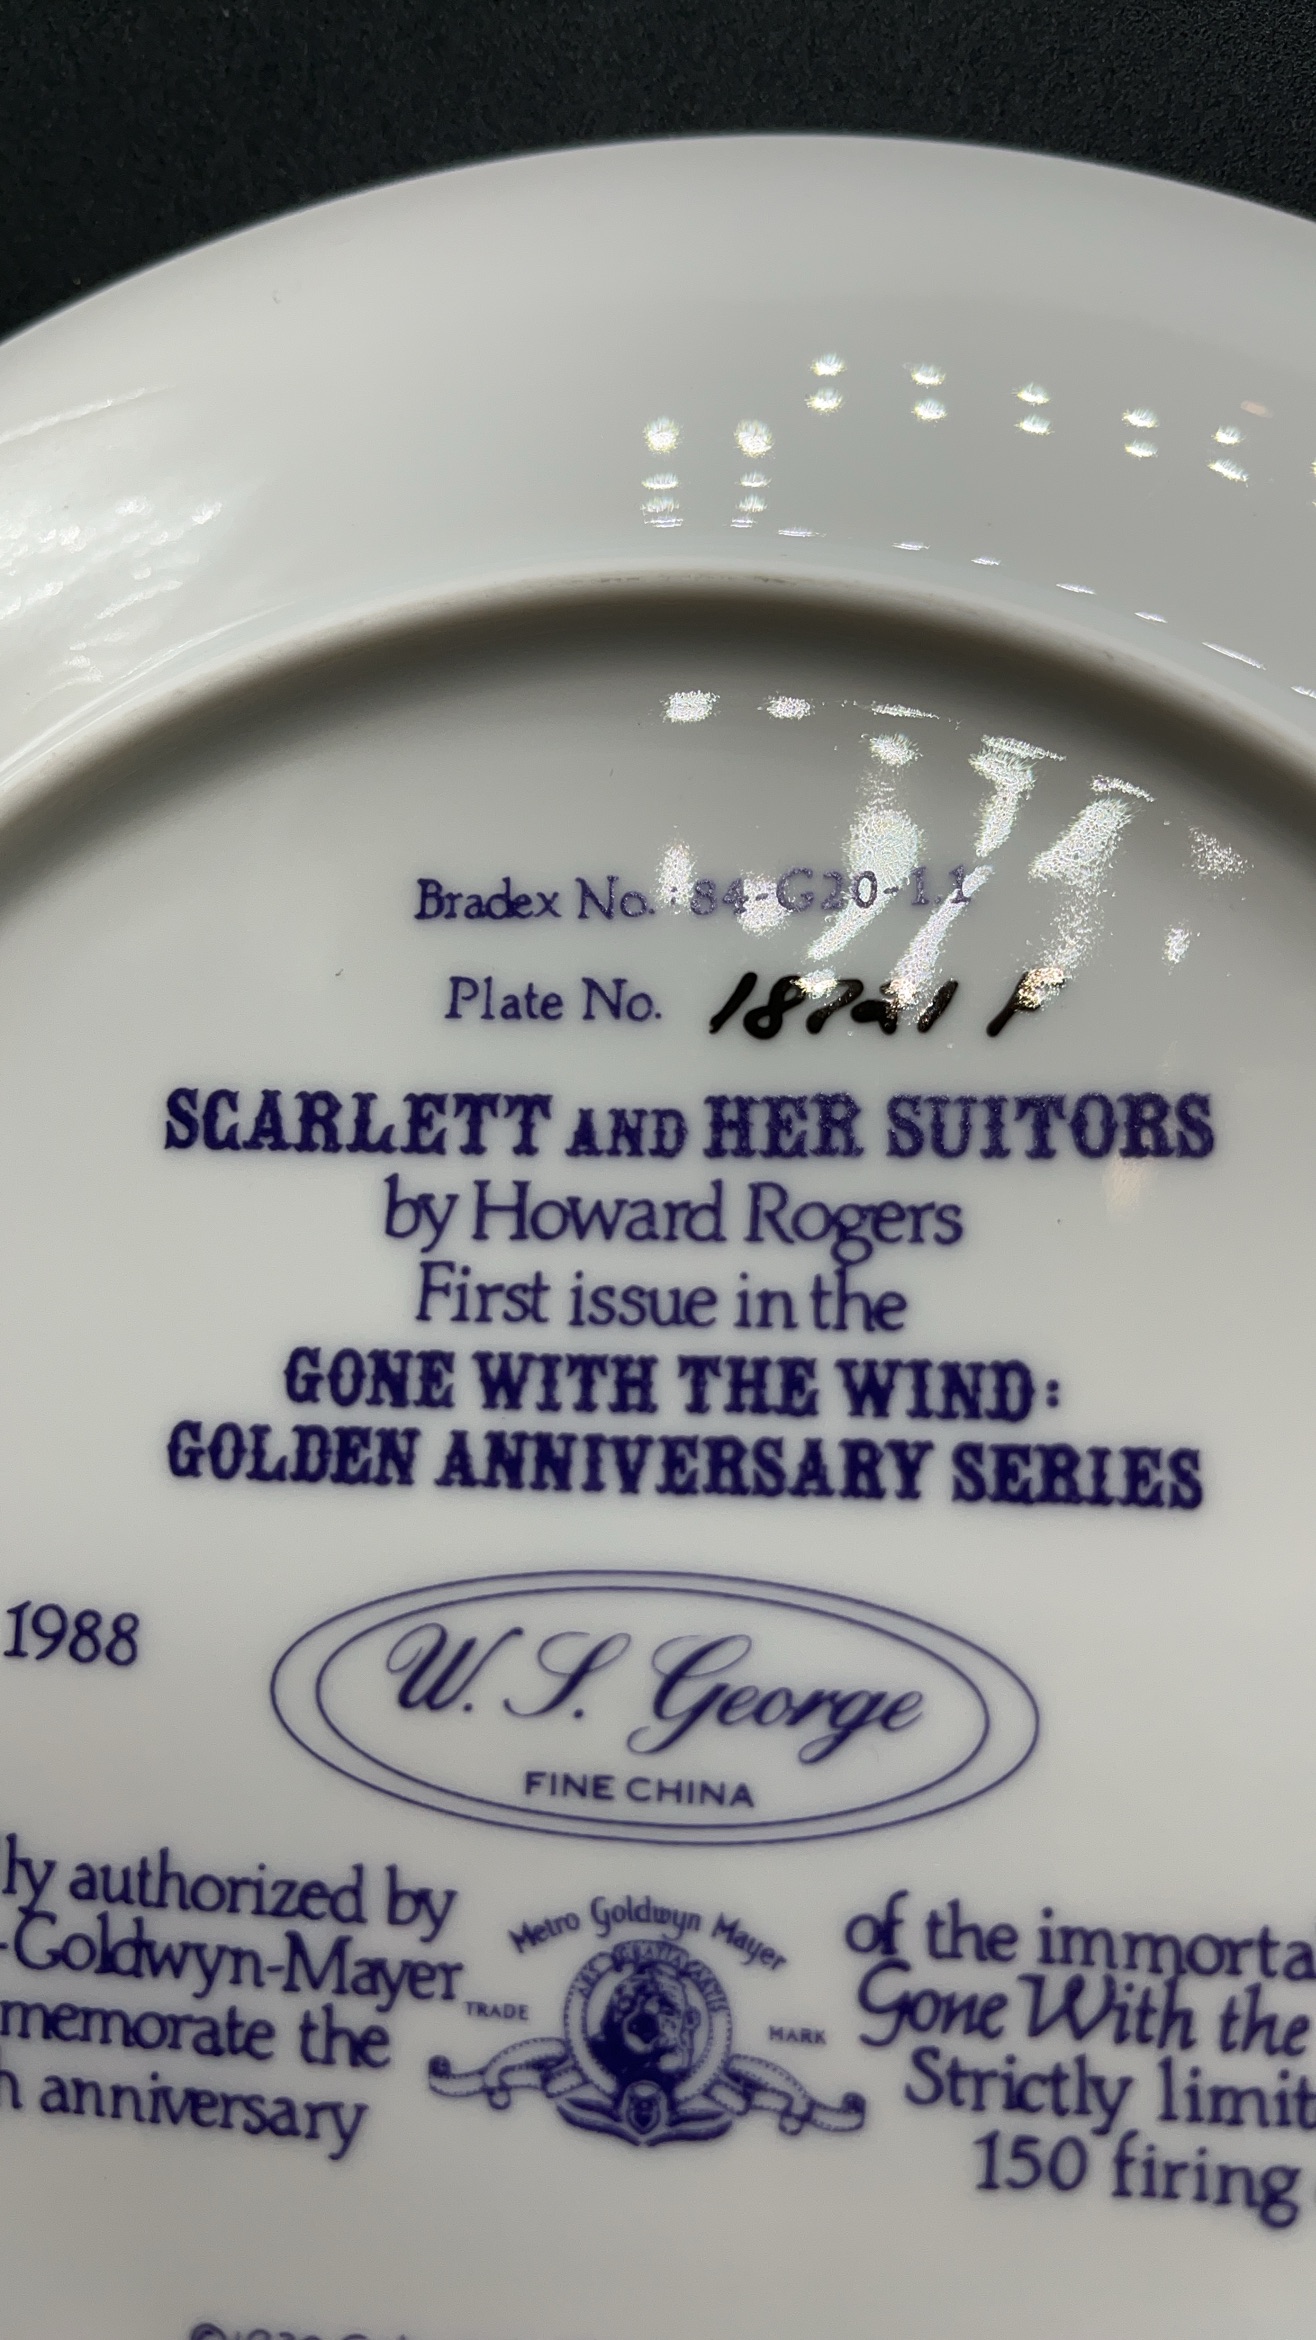 Bradex No.: 84-G20-1.1
Plate No.
SCARLETT AND HER SUITORS
by Howard Rogers
First issue in the
GONE WITH THE WIND:
GOLDEN ANNIVERSARY SERIES
1988
W. S. George
FINE CHINA
ly authorized by
-Goldwyn-Mayer
memorate the
h anniversary
Metro Goldwyn Mayer
TRADE
MARK
of the immorta
Gone With the
Strictly limit
150 firing